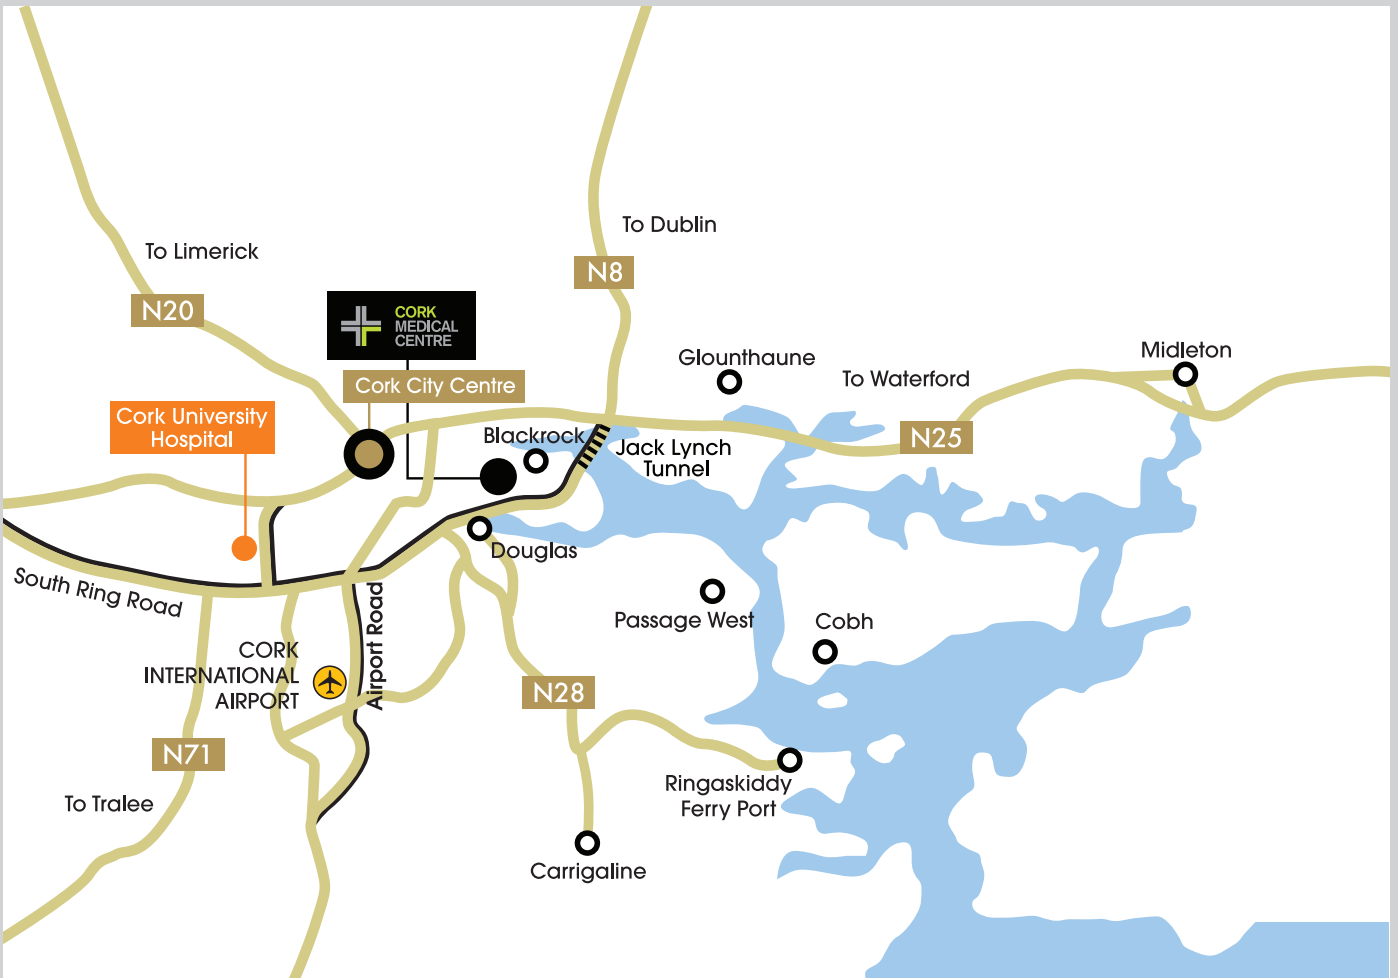 To Dublin
To Limerick
N8
N20
CORK
MEDICAL
CENTRE
Glounthaune
Midleton
To Waterford
Cork City Centre
Cork University
Hospital
Blackrock
N25
Jack Lynch
Tunnel
Douglas
South Ring Road
Airport Road
Passage West
Cobh
CORK
INTERNATIONAL
AIRPORT
N28
N71
Ringaskiddy
Ferry Port
To Tralee
Carrigaline